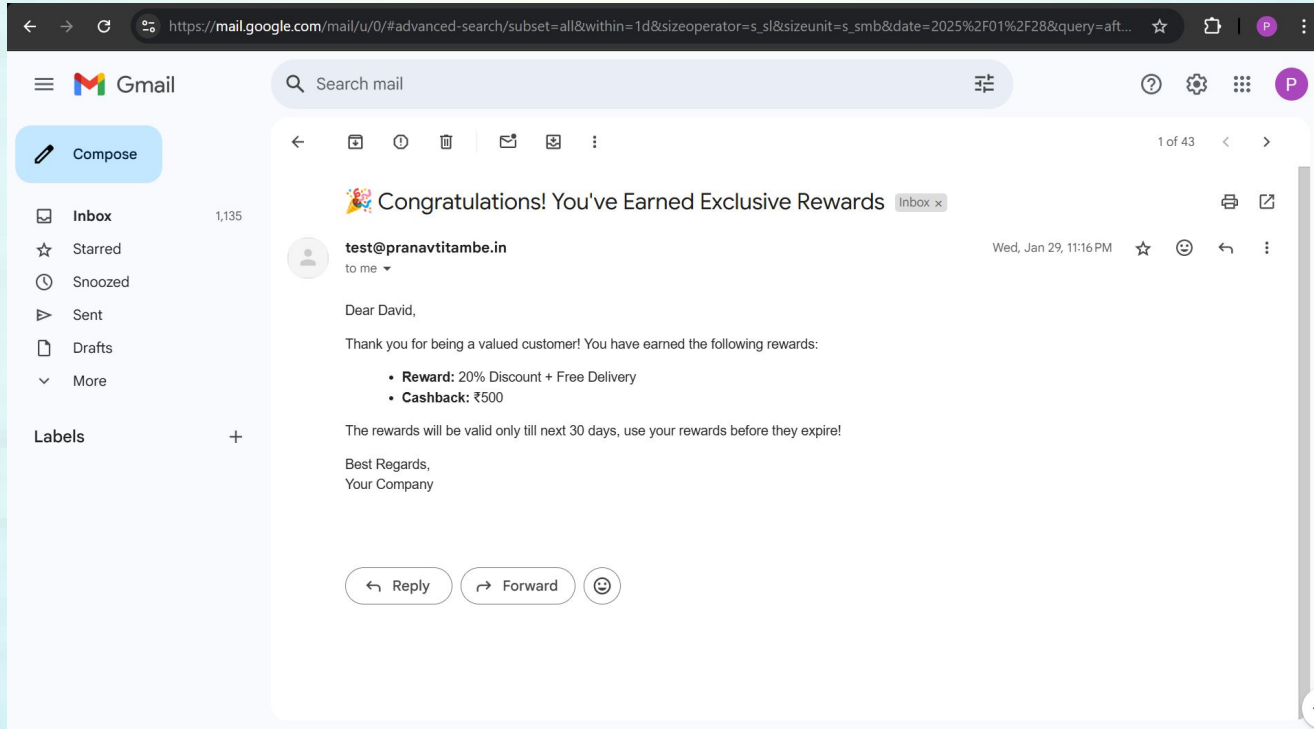 https://mail.google.com/mail/u/0/#advanced-search/subset=all&within=1d&sizeoperator=s_sl&sizeunit=s_smb&date=2025%2F01%2F28&query=aft...
P
Gmail
Search mail
P
Compose
1 of 43
Inbox 1,135
Starred
Snoozed
Sent
Drafts
More
Labels
🎉 Congratulations! You've Earned Exclusive Rewards Inbox x
test@pranavtitambe.in Wed, Jan 29, 11:16 PM
to me
Dear David,
Thank you for being a valued customer! You have earned the following rewards:
• Reward: 20% Discount + Free Delivery
• Cashback: ₹500
The rewards will be valid only till next 30 days, use your rewards before they expire!
Best Regards,
Your Company
Reply Forward